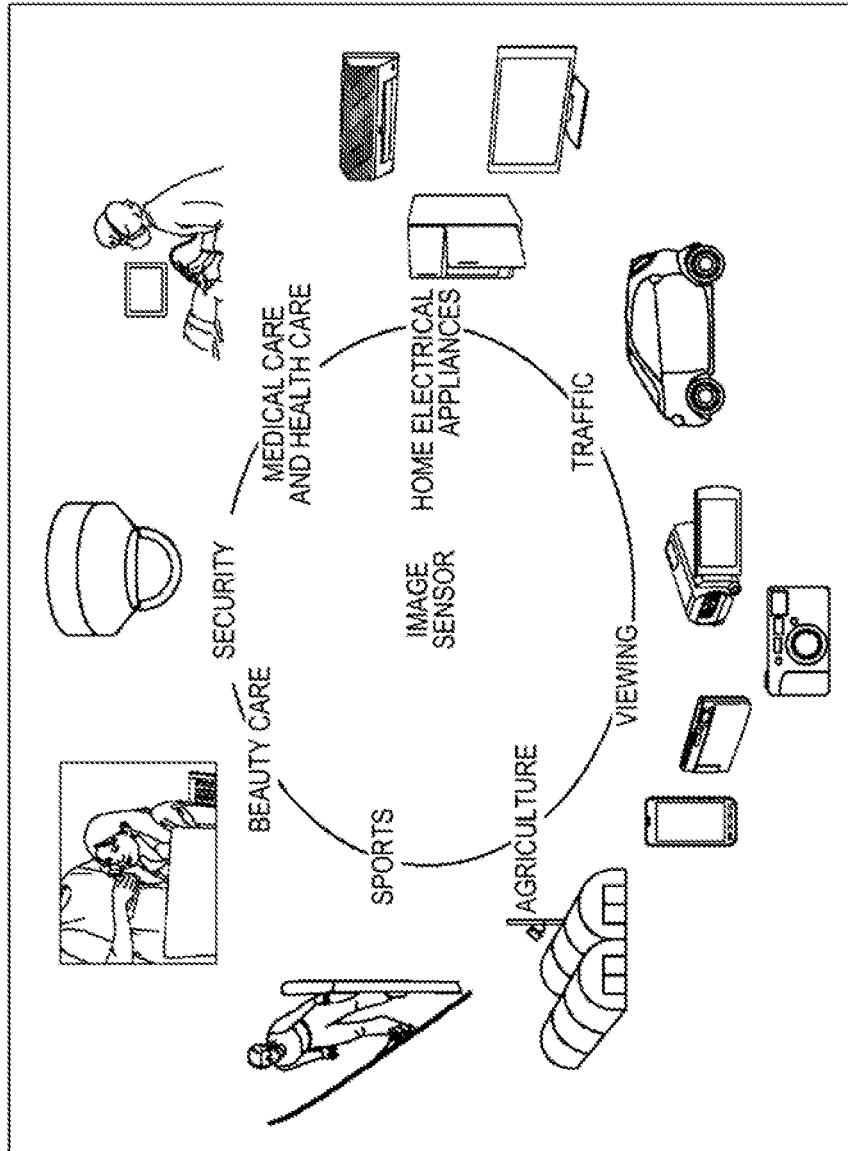 SECURITY
MEDICAL CARE
AND HEALTH CARE
HOME ELECTRICAL
APPLIANCES
TRAFFIC
VIEWING
AGRICULTURE
SPORTS
BEAUTY CARE
IMAGE
SENSOR